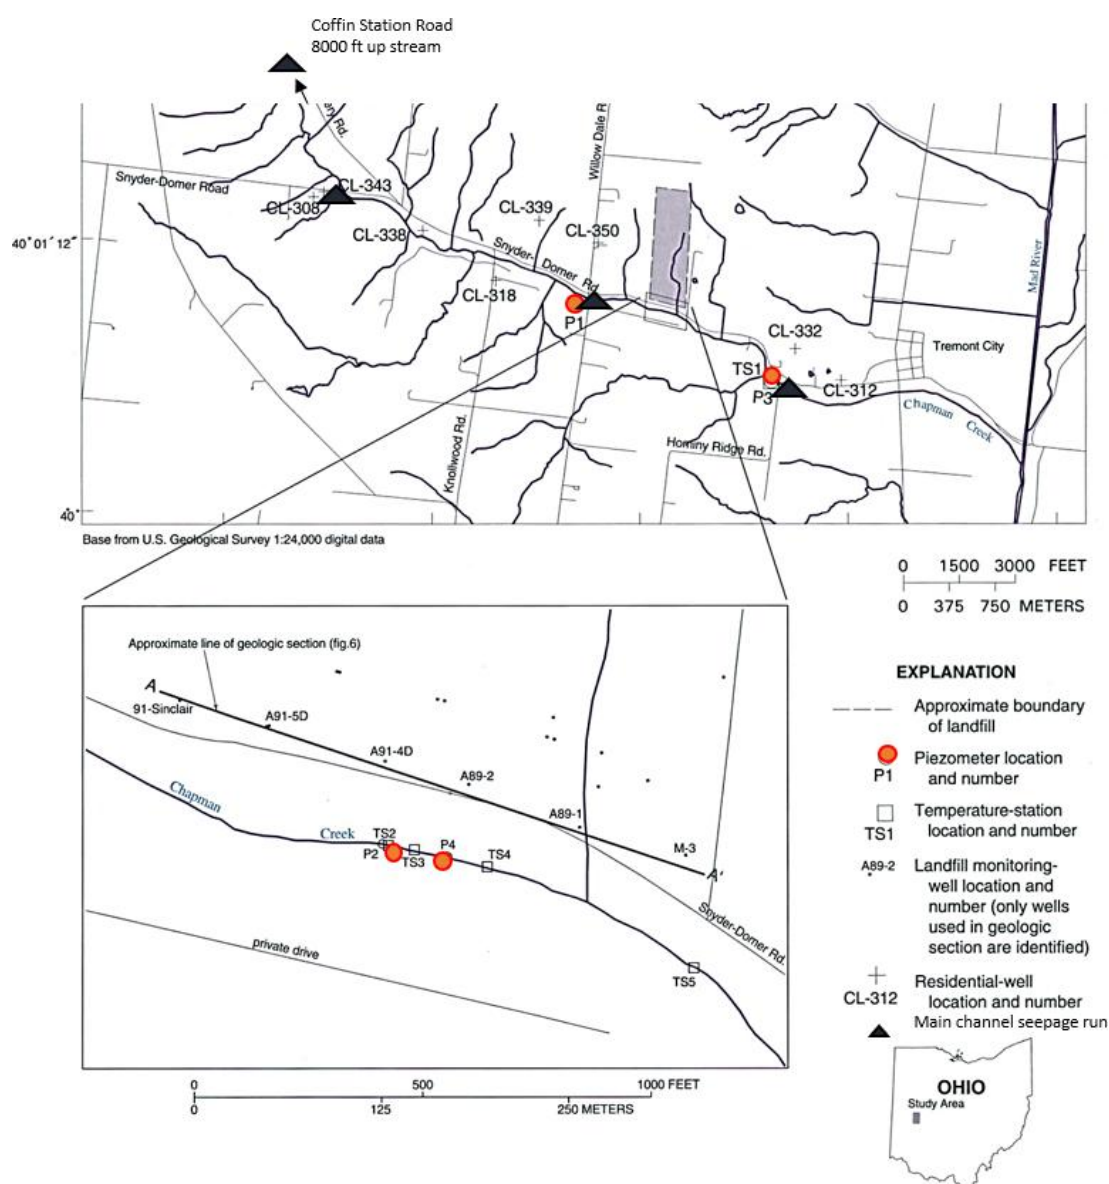 Coffin Station Road
8000 ft up stream
ery Rd.
Willow Dale R
Snyder-Domer Road
CL-343
CL-308
CL-339
CL-338
CL-350
40°01′12″
Snyder-Domer Rd.
Mad River
CL-318
P1
CL-332
Tremont City
TS1
P3
CL-312
Chapman Creek
Knollwood Rd.
Hominy Ridge Rd.
40°
Base from U.S. Geological Survey 1:24,000 digital data
0 1500 3000 FEET
0 375 750 METERS
Approximate line of geologic section (fig.6)
A
91-Sinclair
A91-5D
A91-4D
A89-2
A89-1
Chapman
Creek
TS2
P2
TS3
P4
TS4
M-3
A'
Snyder-Domer Rd.
private drive
TS5
0 500 1000 FEET
0 125 250 METERS
EXPLANATION
Approximate boundary
of landfill
P1
Piezometer location
and number
TS1
Temperature-station
location and number
A89-2
Landfill monitoring-
well location and
number (only wells
used in geologic
section are identified)
CL-312
Residential-well
location and number
Main channel seepage run
OHIO
Study Area